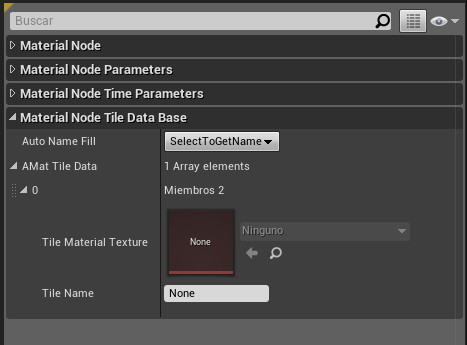 Buscar
Material Node
Material Node Parameters
Material Node Time Parameters
Material Node Tile Data Base
Auto Name Fill SelectToGetName
AMat Tile Data 1 Array elements
0 Miembros 2
Tile Material Texture None Ninguno
Tile Name None